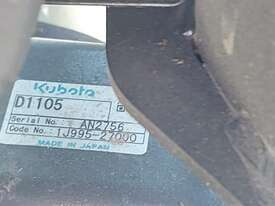 Kubota
D1105
Serial No. AN2756
Code No. 1J995-27000
MADE IN JAPAN